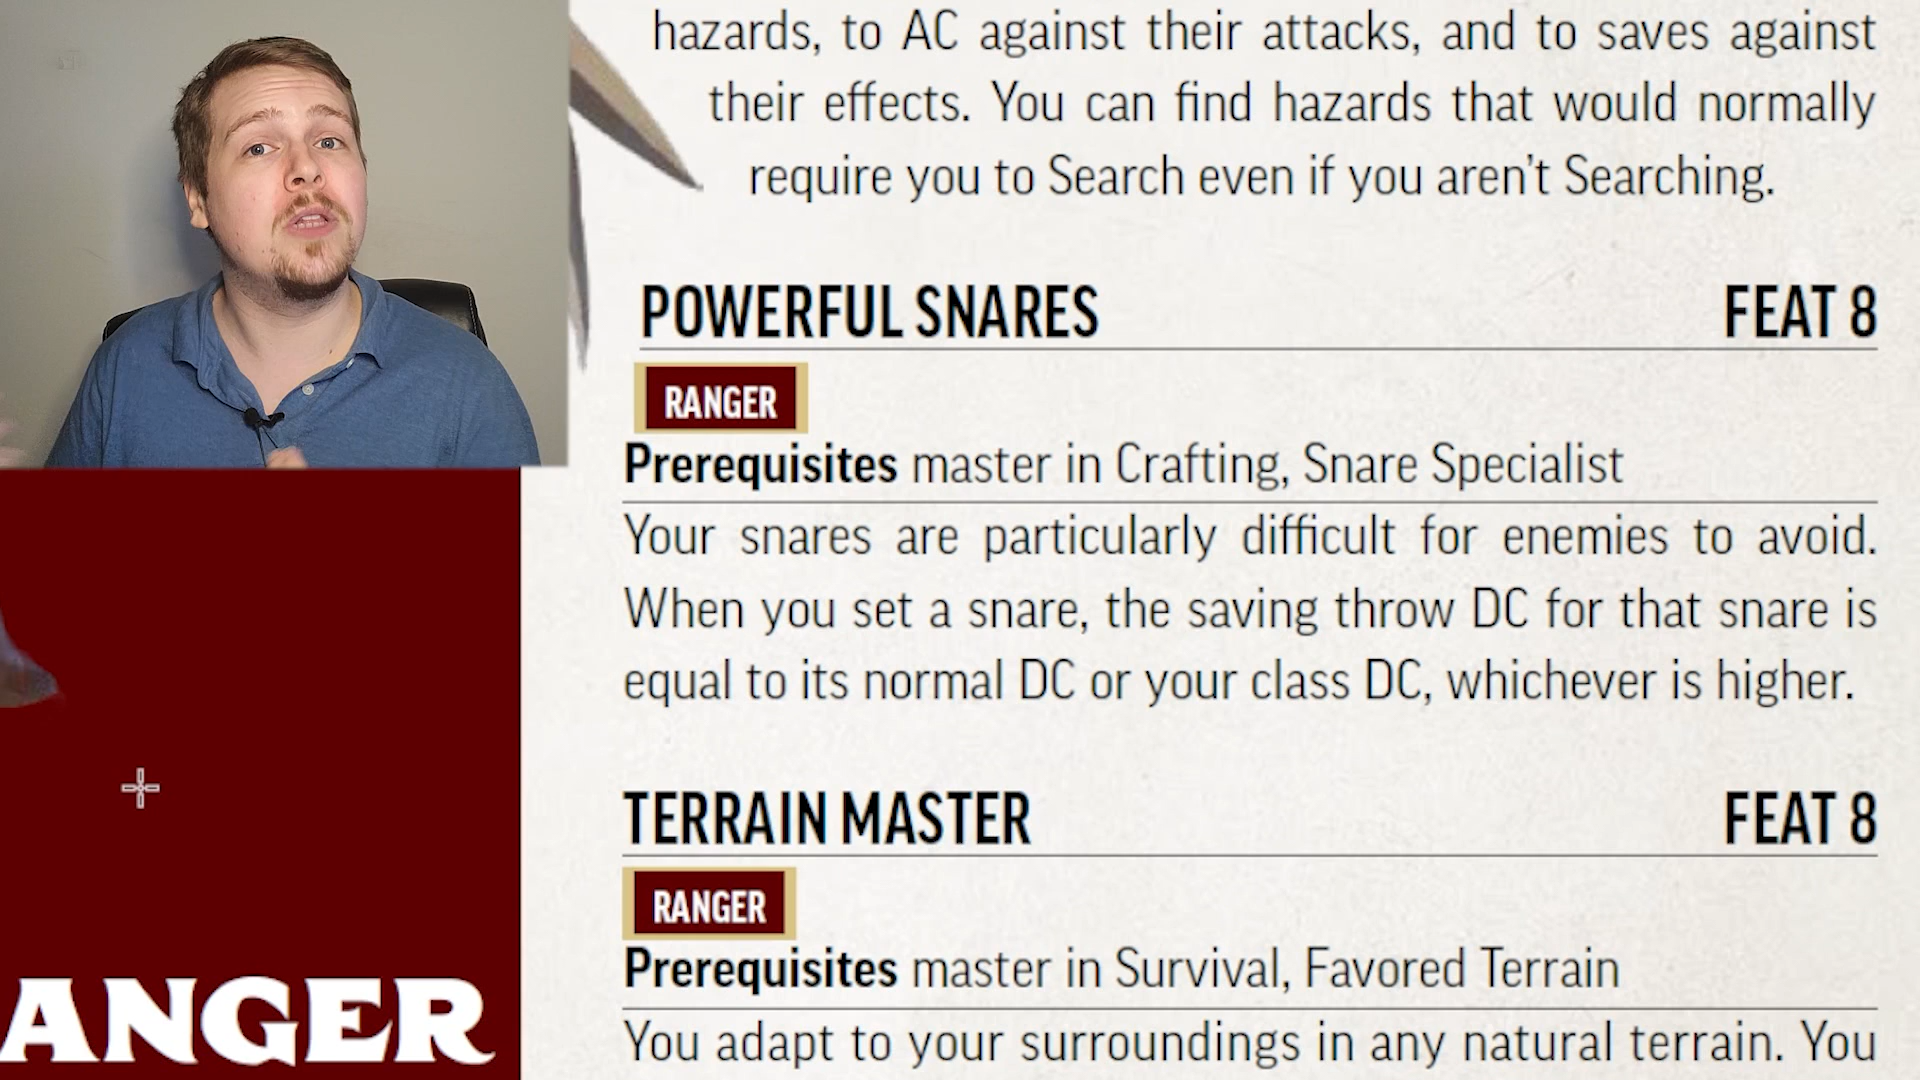 hazards, to AC against their attacks, and to saves against
their effects. You can find hazards that would normally
require you to Search even if you aren't Searching.
POWERFUL SNARES FEAT 8
RANGER
Prerequisites master in Crafting, Snare Specialist
Your snares are particularly difficult for enemies to avoid.
When you set a snare, the saving throw DC for that snare is
equal to its normal DC or your class DC, whichever is higher.
TERRAIN MASTER FEAT 8
RANGER
Prerequisites master in Survival, Favored Terrain
You adapt to your surroundings in any natural terrain. You
ANGER